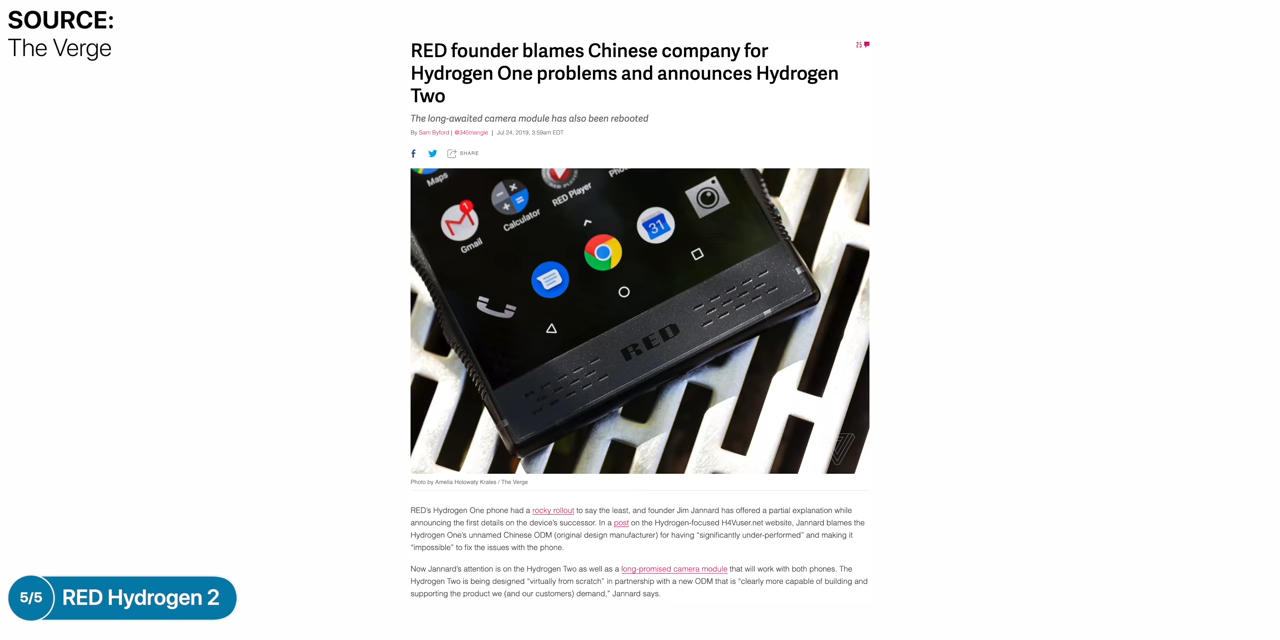 SOURCE:
The Verge
RED founder blames Chinese company for
Hydrogen One problems and announces Hydrogen
Two
25
The long-awaited camera module has also been rebooted
By Sam Byford | @345triangle | Jul 24, 2019, 3:59am EDT
SHARE
Maps
RED Player
Pho
Calculator
1
Gmail
31
RED
Photo by Amelia Holowaty Krales / The Verge
RED's Hydrogen One phone had a rocky rollout to say the least, and founder Jim Jannard has offered a partial explanation while
announcing the first details on the device's successor. In a post on the Hydrogen-focused H4Vuser.net website, Jannard blames the
Hydrogen One's unnamed Chinese ODM (original design manufacturer) for having “significantly under-performed” and making it
“impossible” to fix the issues with the phone.
Now Jannard's attention is on the Hydrogen Two as well as a long-promised camera module that will work with both phones. The
Hydrogen Two is being designed “virtually from scratch” in partnership with a new ODM that is “clearly more capable of building and
supporting the product we (and our customers) demand,” Jannard says.
5/5
RED Hydrogen 2